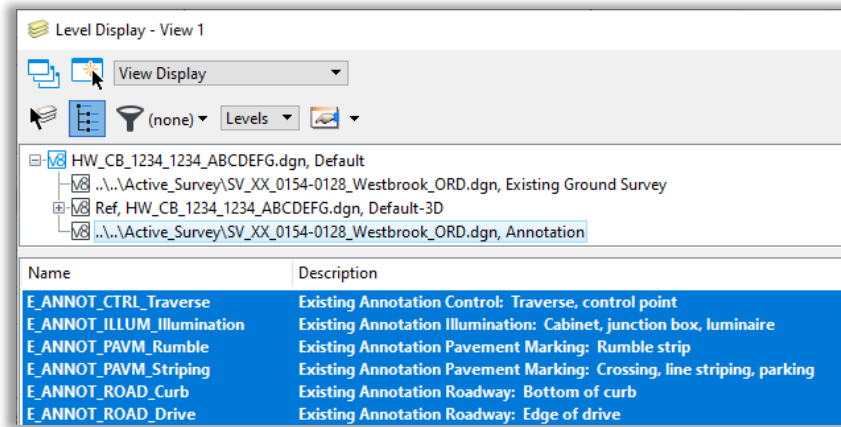 Level Display - View 1
View Display
(none) Levels
HW_CB_1234_1234_ABCDEFG.dgn, Default
..\..\Active_Survey\SV_XX_0154-0128_Westbrook_ORD.dgn, Existing Ground Survey
Ref, HW_CB_1234_1234_ABCDEFG.dgn, Default-3D
..\..\Active_Survey\SV_XX_0154-0128_Westbrook_ORD.dgn, Annotation
Name Description
E_ANNOT_CTRL_Traverse Existing Annotation Control: Traverse, control point
E_ANNOT_ILLUM_Illumination Existing Annotation Illumination: Cabinet, junction box, luminaire
E_ANNOT_PAVM_Rumble Existing Annotation Pavement Marking: Rumble strip
E_ANNOT_PAVM_Striping Existing Annotation Pavement Marking: Crossing, line striping, parking
E_ANNOT_ROAD_Curb Existing Annotation Roadway: Bottom of curb
E_ANNOT_ROAD_Drive Existing Annotation Roadway: Edge of drive